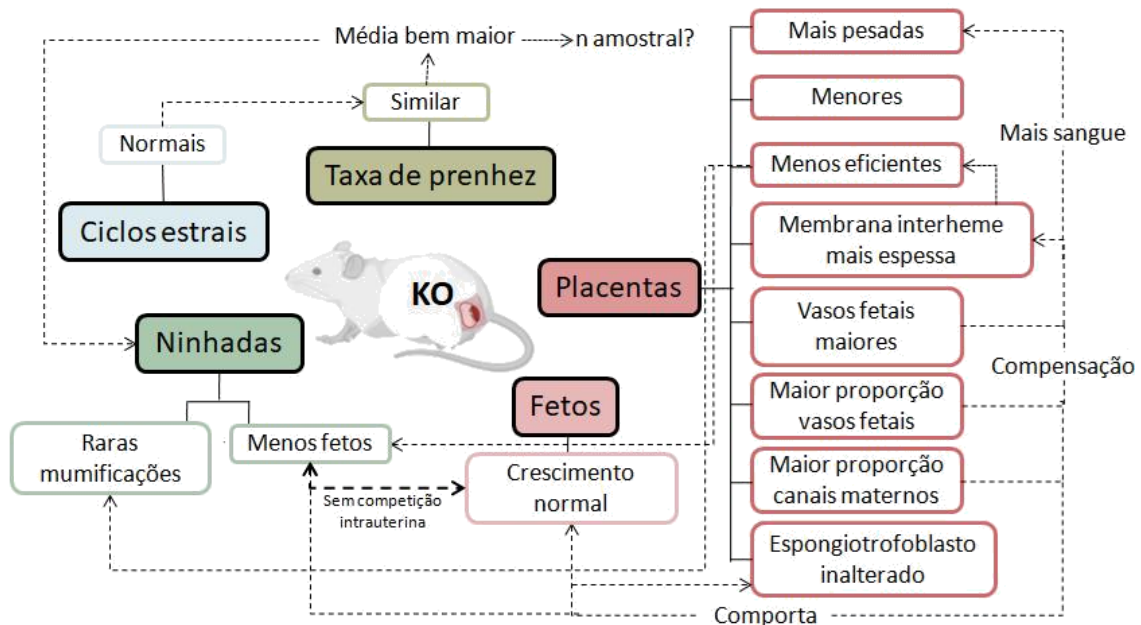 Média bem maior
n amostral?
Similar
Normais
Taxa de prenhez
Ciclos estrais
KO
Ninhadas
Raras
mumificações
Menos fetos
Sem competição
intrauterina
Fetos
Crescimento
normal
Placentas
Mais pesadas
Menores
Menos eficientes
Membrana interheme
mais espessa
Vasos fetais
maiores
Maior proporção
vasos fetais
Maior proporção
canais maternos
Espongiotrofoblasto
inalterado
Mais sangue
Compensação
Comporta